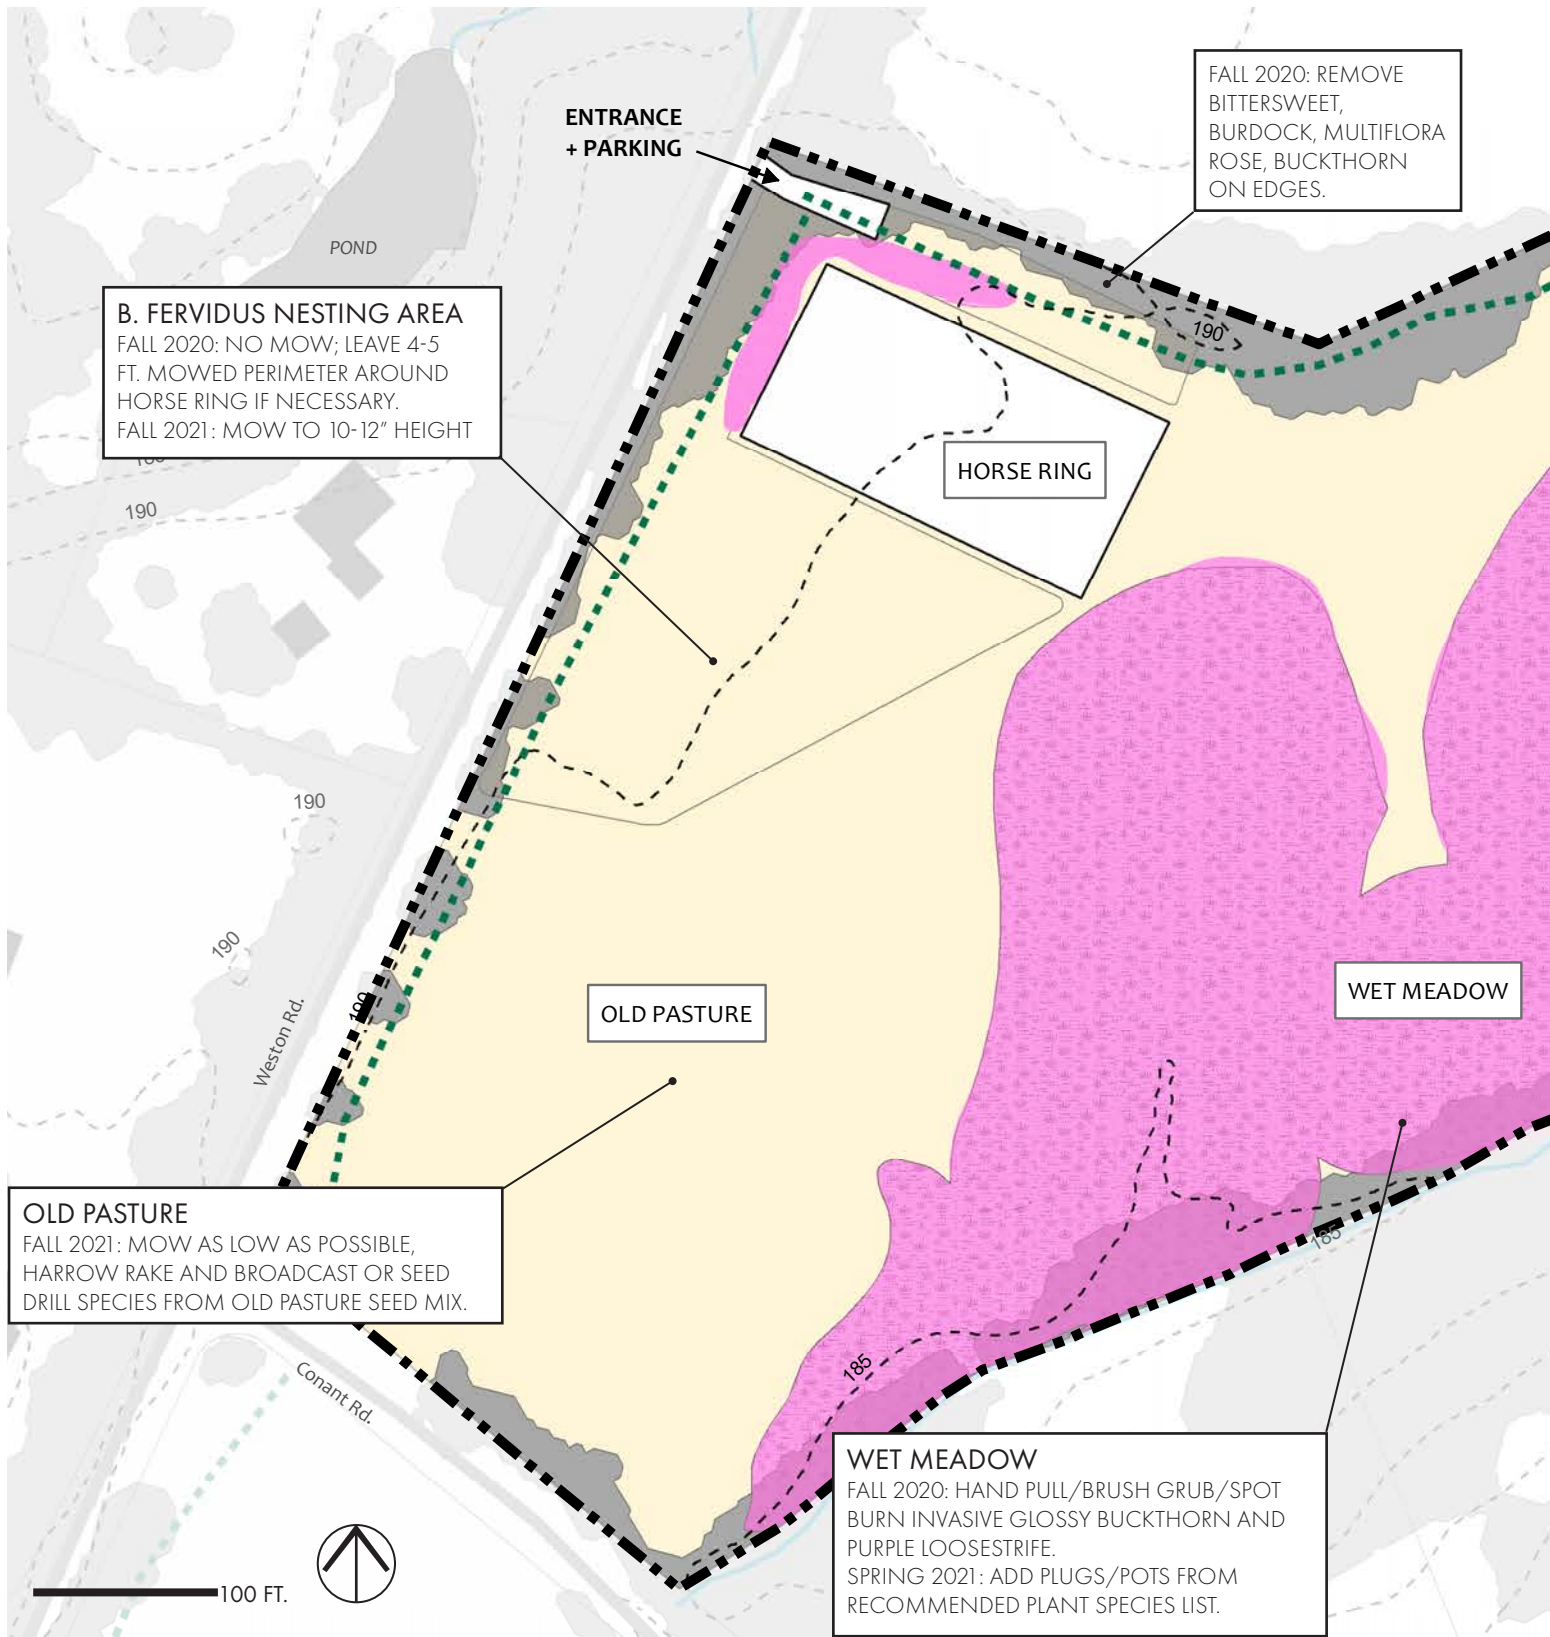 FALL 2020: REMOVE
BITTERSWEET,
BURDOCK, MULTIFLORA
ROSE, BUCKTHORN
ON EDGES.
ENTRANCE
+ PARKING
POND
B. FERVIDUS NESTING AREA
FALL 2020: NO MOW; LEAVE 4-5
FT. MOWED PERIMETER AROUND
HORSE RING IF NECESSARY.
FALL 2021: MOW TO 10-12" HEIGHT
190
HORSE RING
190
190
190
190
Weston Rd.
OLD PASTURE
WET MEADOW
OLD PASTURE
FALL 2021: MOW AS LOW AS POSSIBLE,
HARROW RAKE AND BROADCAST OR SEED
DRILL SPECIES FROM OLD PASTURE SEED MIX.
185
185
Conant Rd.
WET MEADOW
FALL 2020: HAND PULL/BRUSH GRUB/SPOT
BURN INVASIVE GLOSSY BUCKTHORN AND
PURPLE LOOSESTRIFE.
SPRING 2021: ADD PLUGS/POTS FROM
RECOMMENDED PLANT SPECIES LIST.
100 FT.